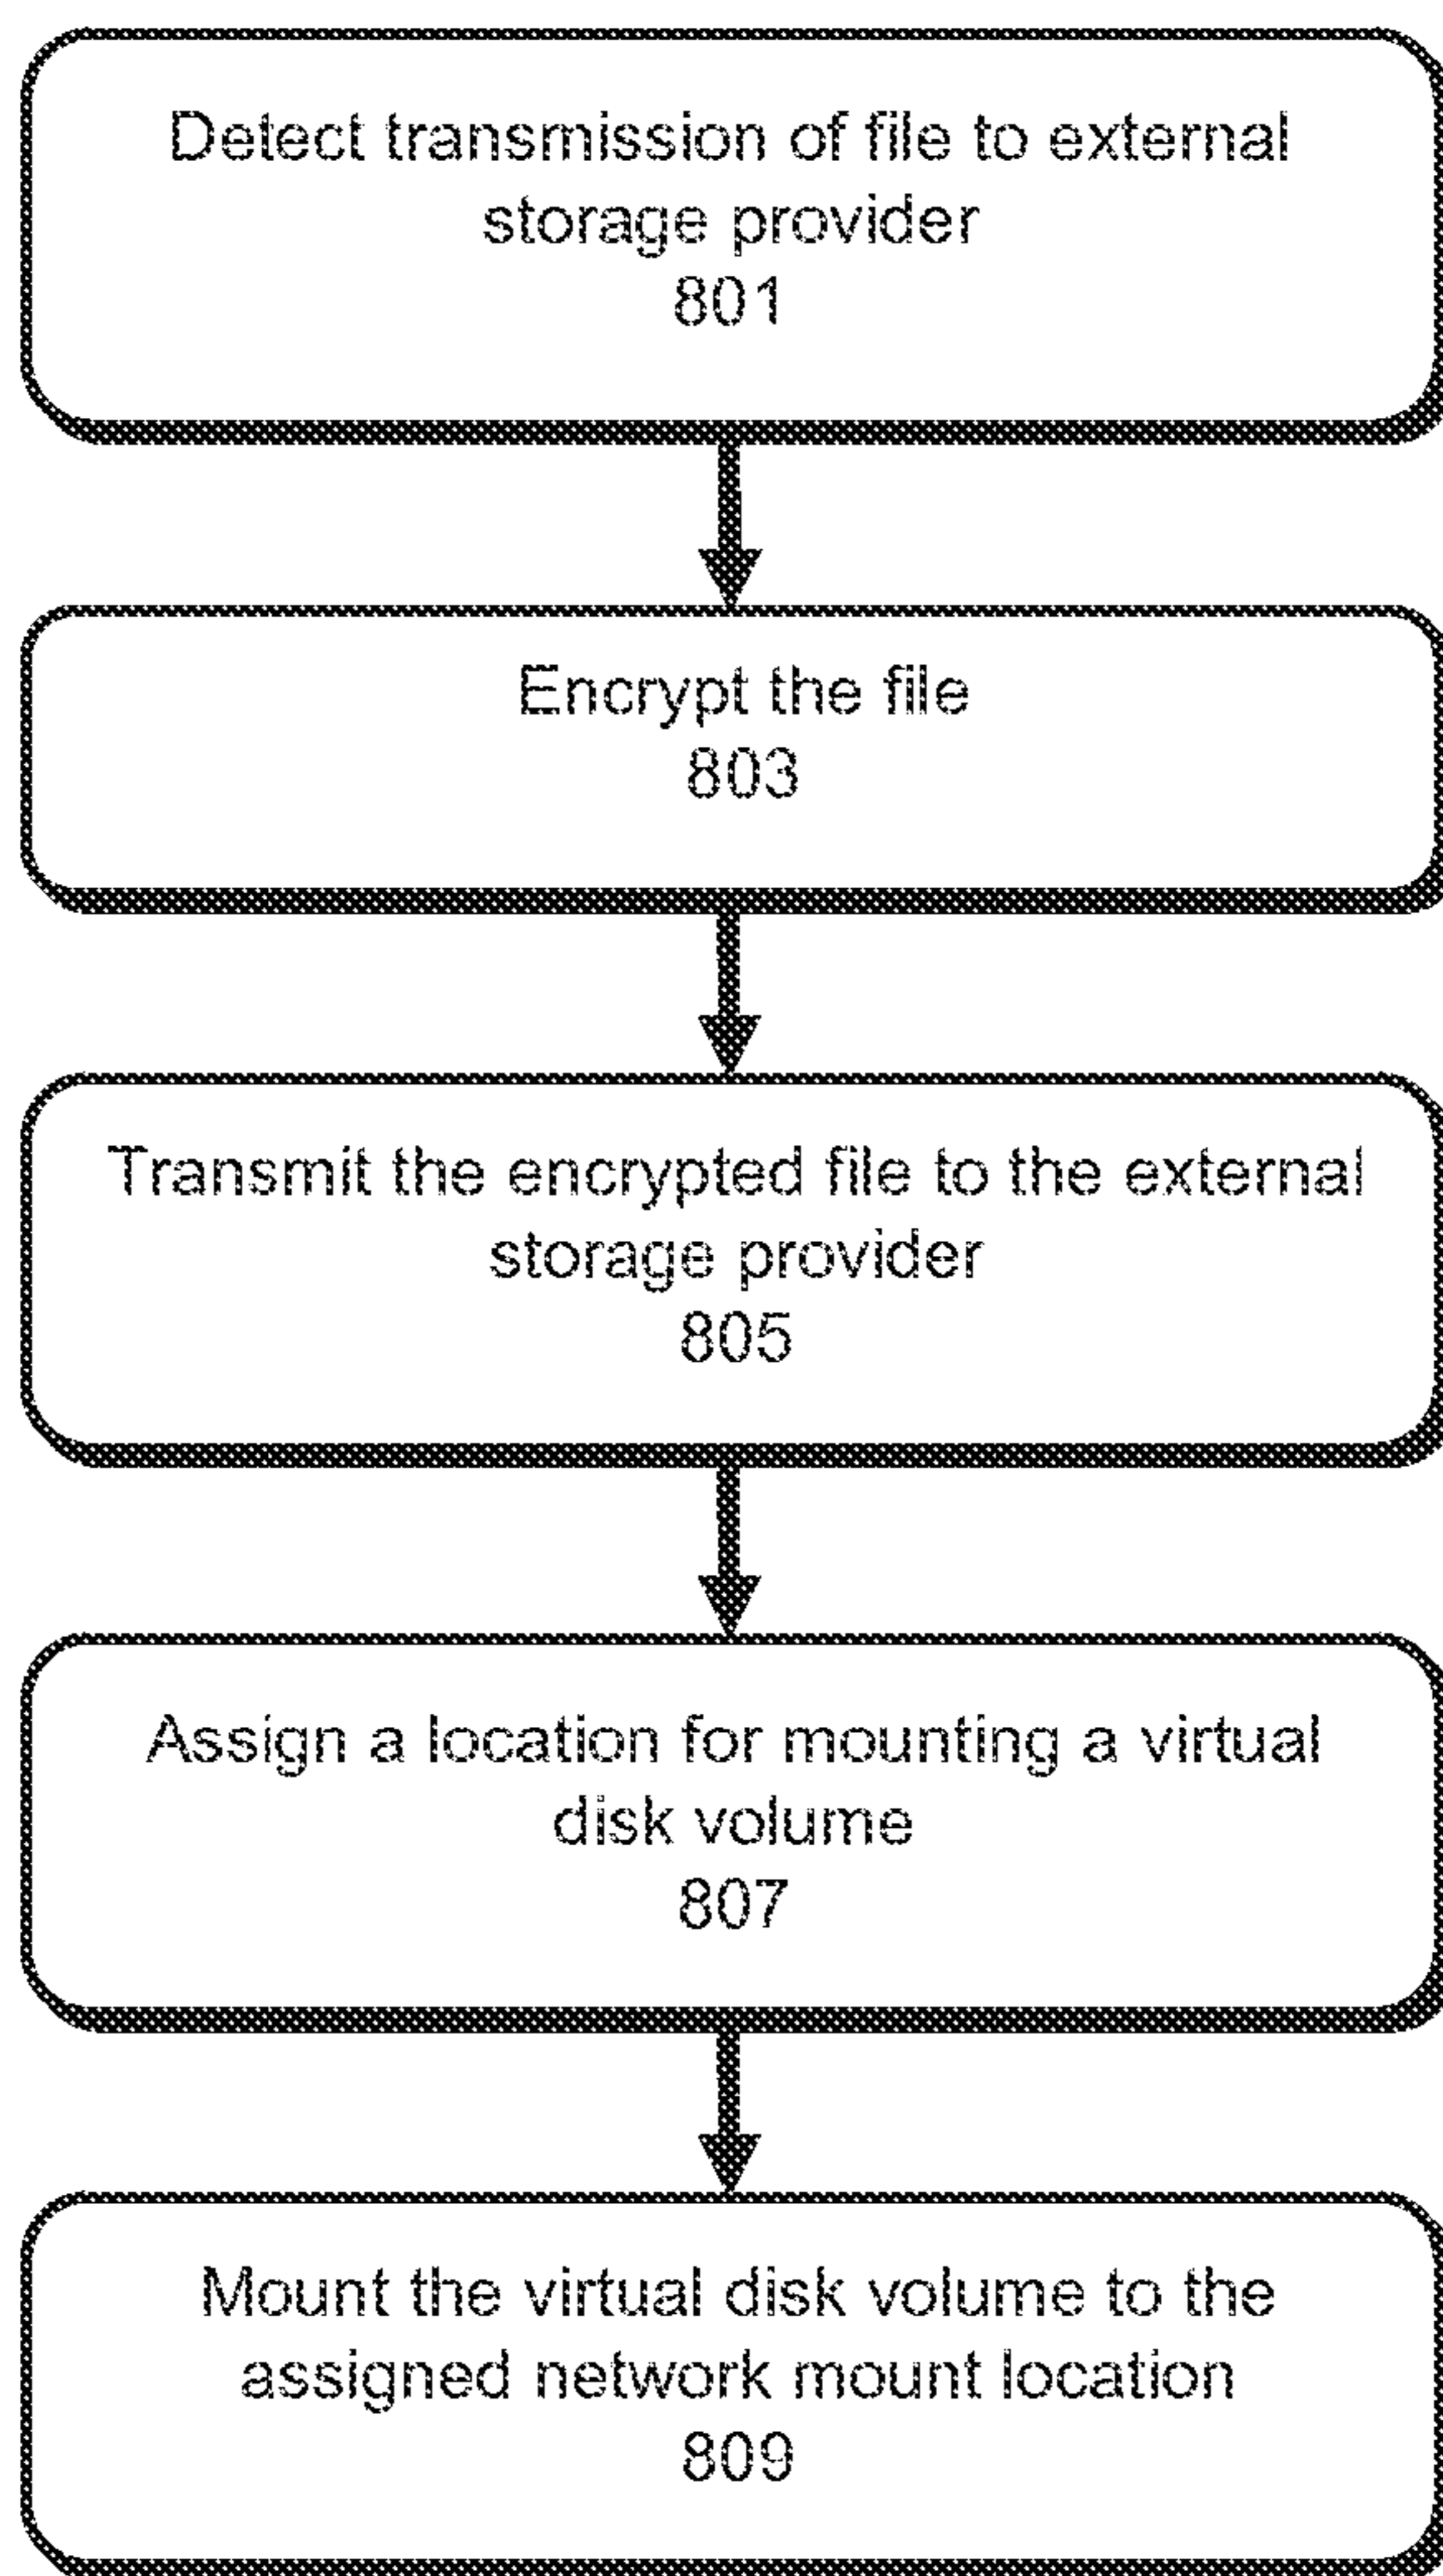 Detect transmission of file to external
storage provider
801
Encrypt the file
803
Transmit the encrypted file to the external
storage provider
805
Assign a location for mounting a virtual
disk volume
807
Mount the virtual disk volume to the
assigned network mount location
809